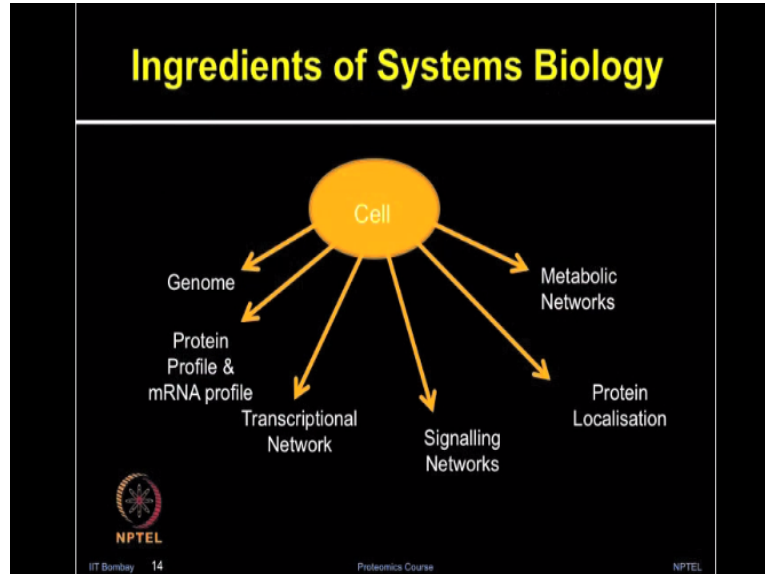 Ingredients of Systems Biology
Cell
Genome
Protein
Profile &
mRNA profile
Transcriptional
Network
Signalling
Networks
Protein
Localisation
Metabolic
Networks
NPTEL
IIT Bombay 14 Proteomics Course NPTEL